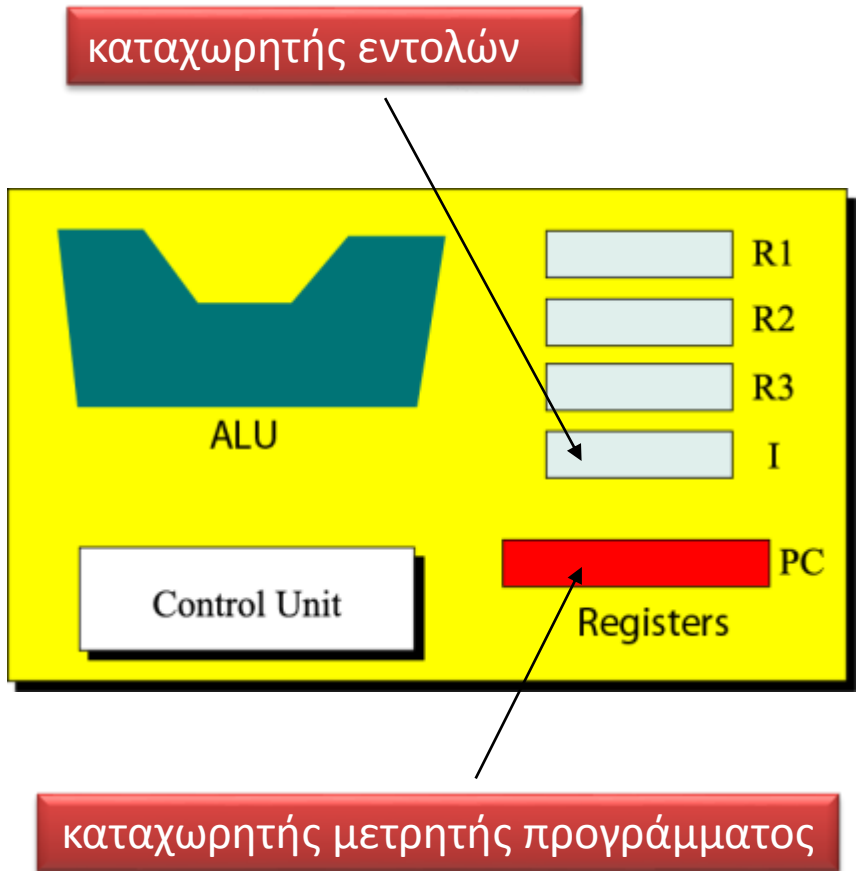 καταχωρητής εντολών
R1
R2
R3
ALU
I
PC
Control Unit
Registers
καταχωρητής μετρητής προγράμματος